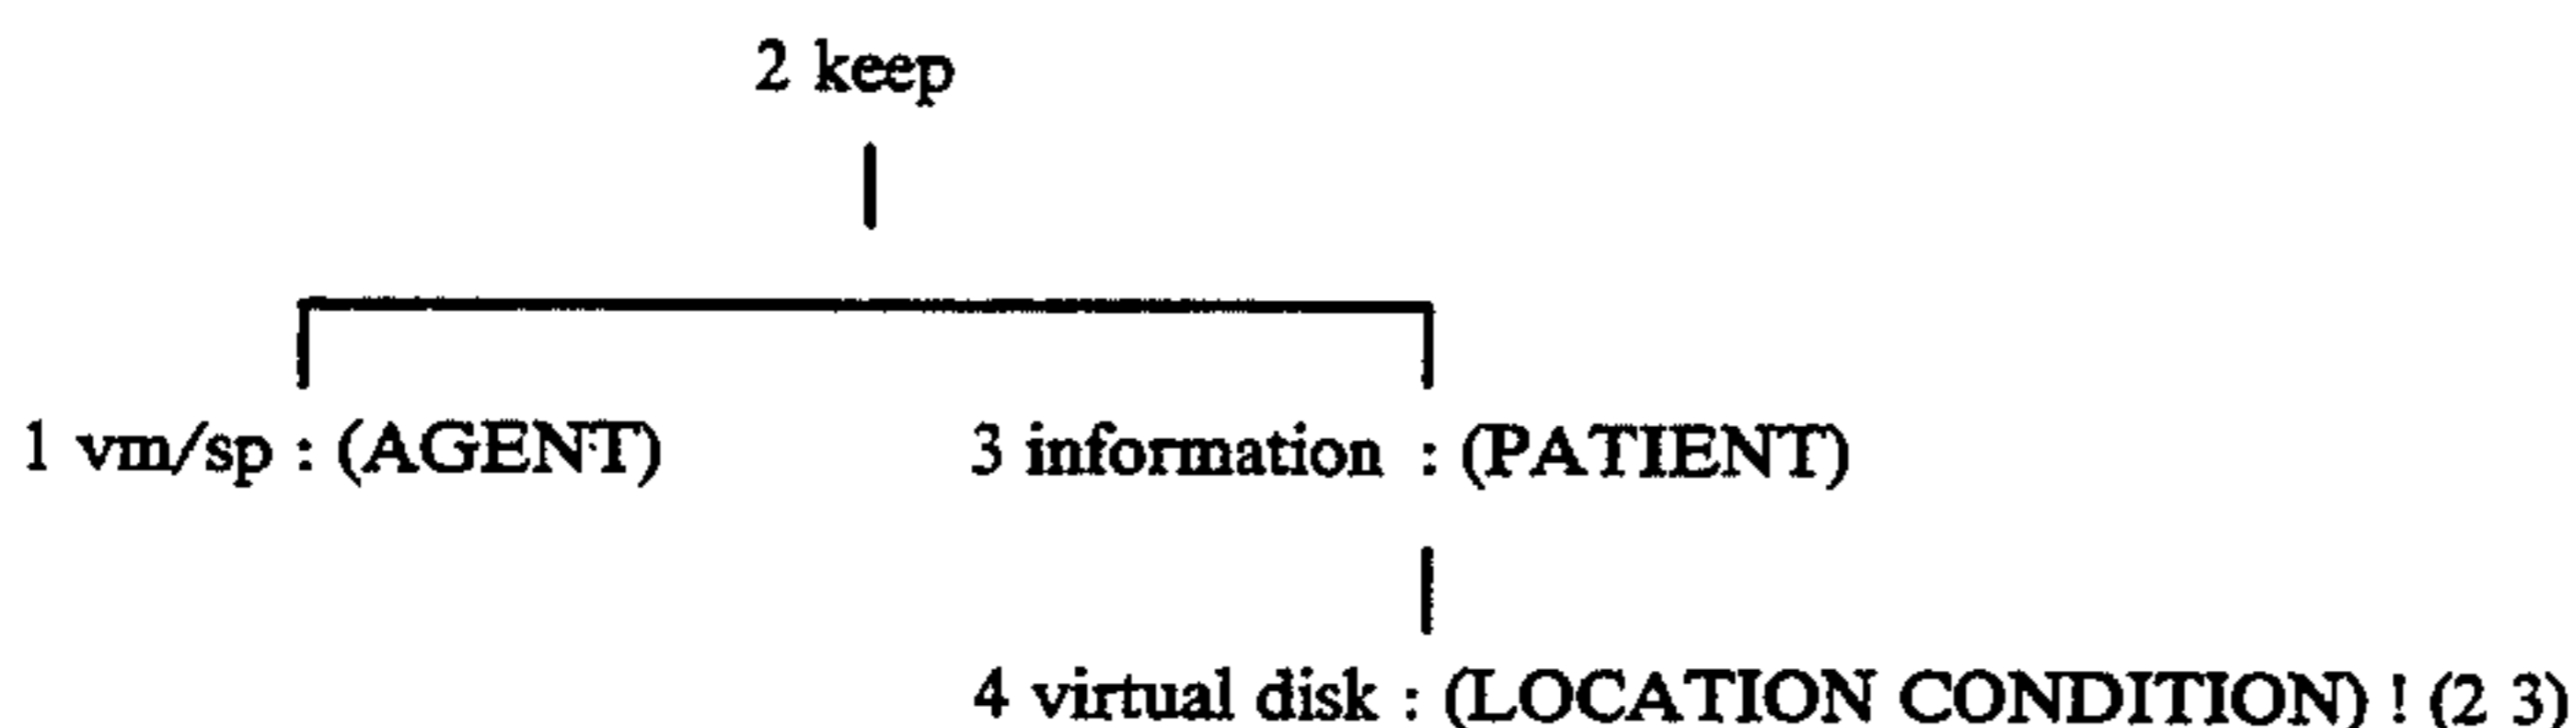 2 keep
1 vm/sp : (AGENT) 3 information : (PATIENT)
4 virtual disk : (LOCATION CONDITION) ! (2 3)